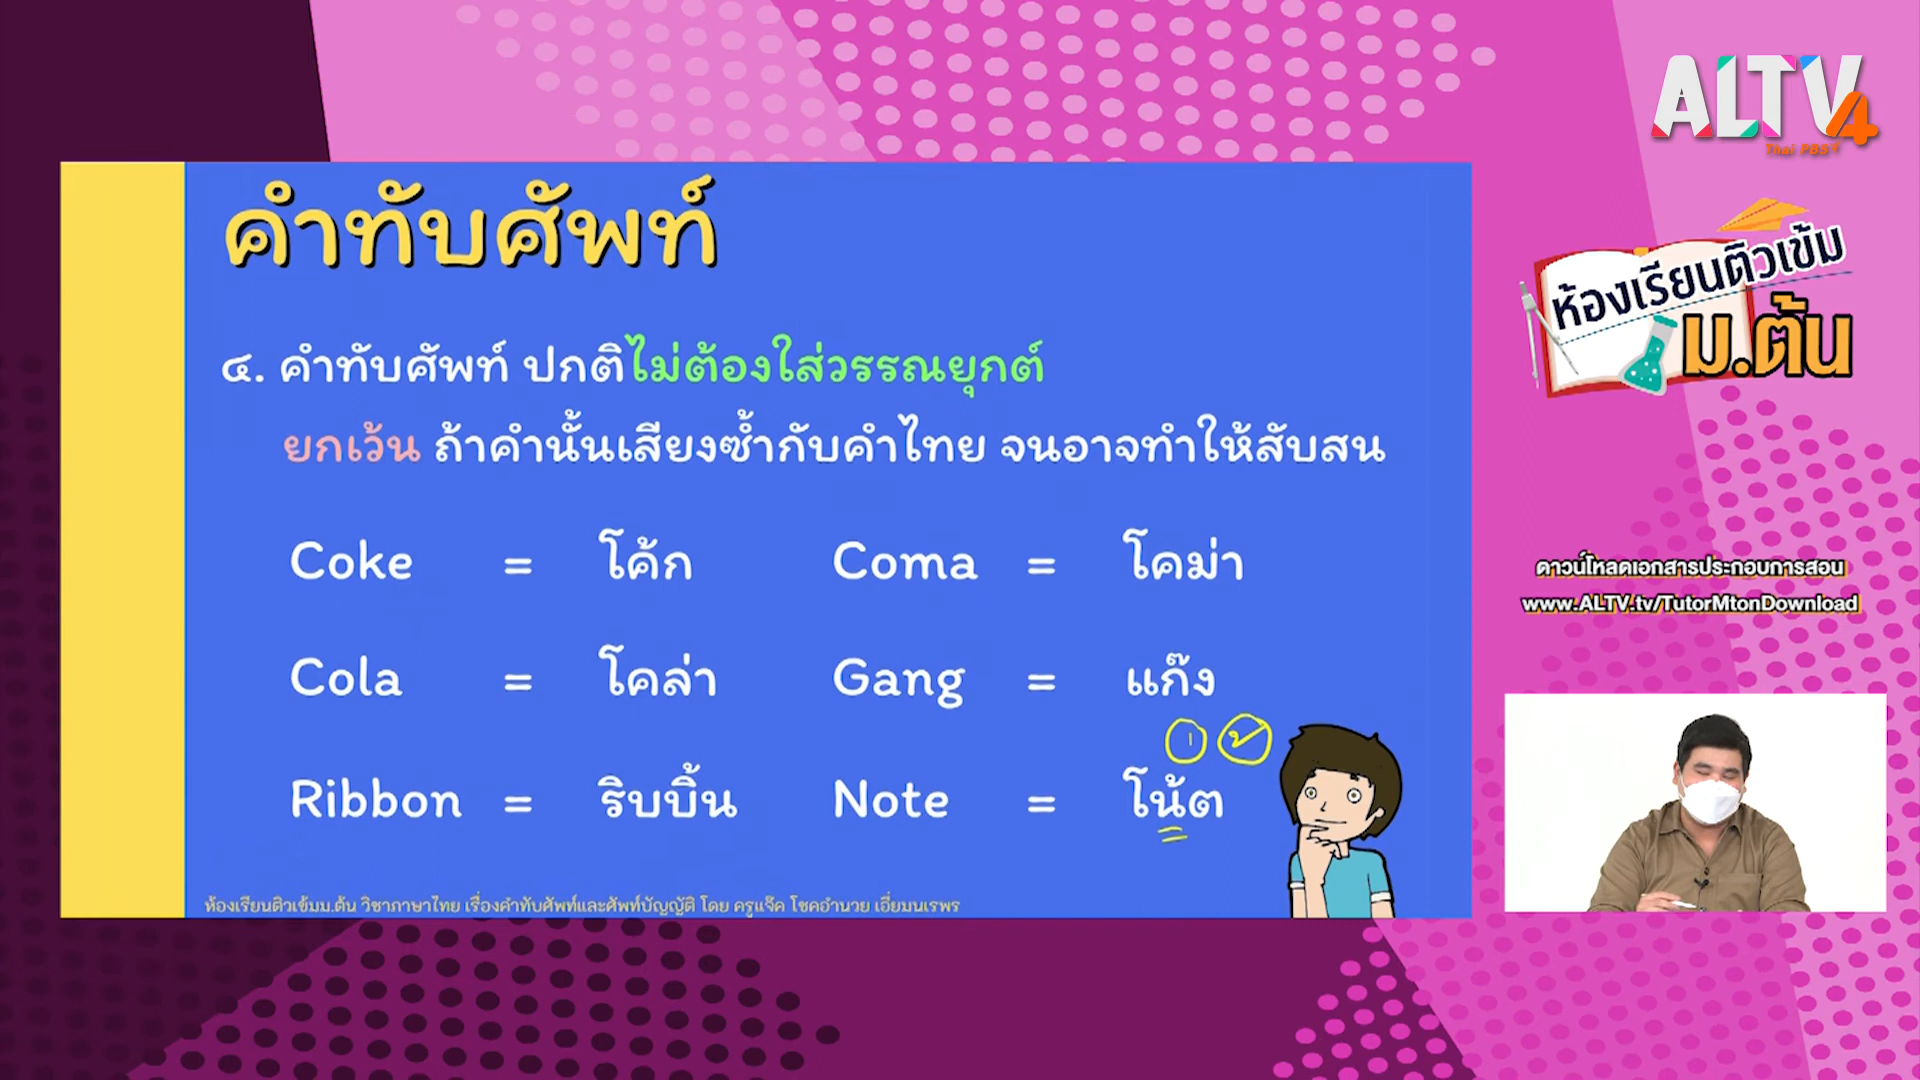 ALTV4
Thai PBS
ห้องเรียนติวเข้ม
ม.ต้น
คำทับศัพท์
๔. คำทับศัพท์ ปกติไม่ต้องใส่วรรณยุกต์
ยกเว้น ถ้าคำนั้นเสียงซ้ำกับคำไทย จนอาจทำให้สับสน
Coke = โค้ก Coma = โคม่า
Cola = โคล่า Gang = แก๊ง
Ribbon = ริบบิ้น Note = โน้ต
ห้องเรียนติวเข้มม.ต้น วิชาภาษาไทย เรื่องคำทับศัพท์และศัพท์บัญญัติ โดย ครูแจ๊ค โชคอำนวย เอี่ยมนเรพร
ดาวน์โหลดเอกสารประกอบการสอน
www.ALTV.tv/TutorMtonDownload